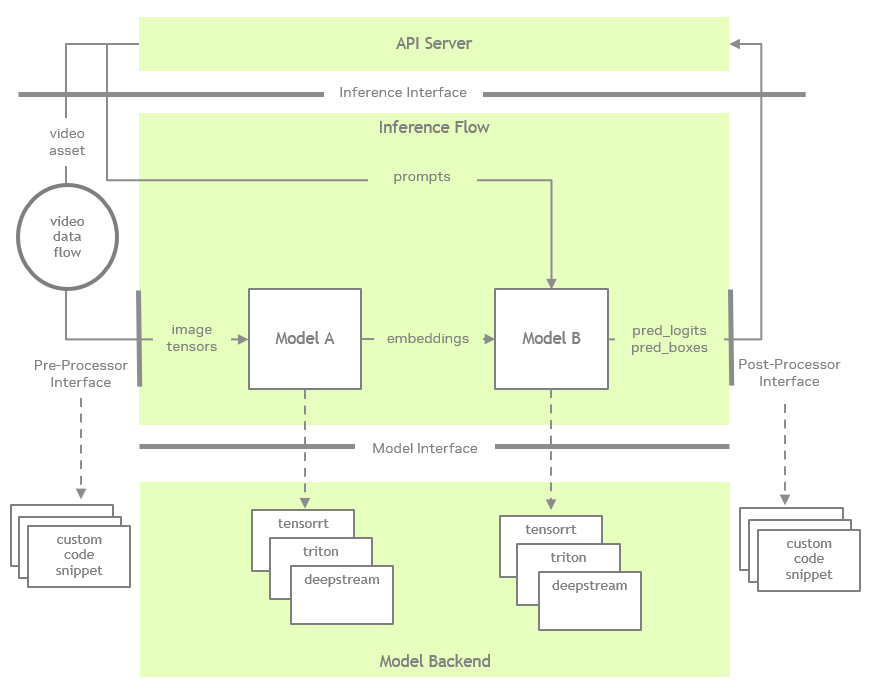 API Server
Inference Interface
video
asset
Inference Flow
prompts
video
data
flow
image
tensors
Model A
embeddings
Model B
pred_logits
pred_boxes
Pre-Processor
Interface
Post-Processor
Interface
Model Interface
custom
code
snippet
tensorrt
triton
deepstream
tensorrt
triton
deepstream
custom
code
snippet
Model Backend